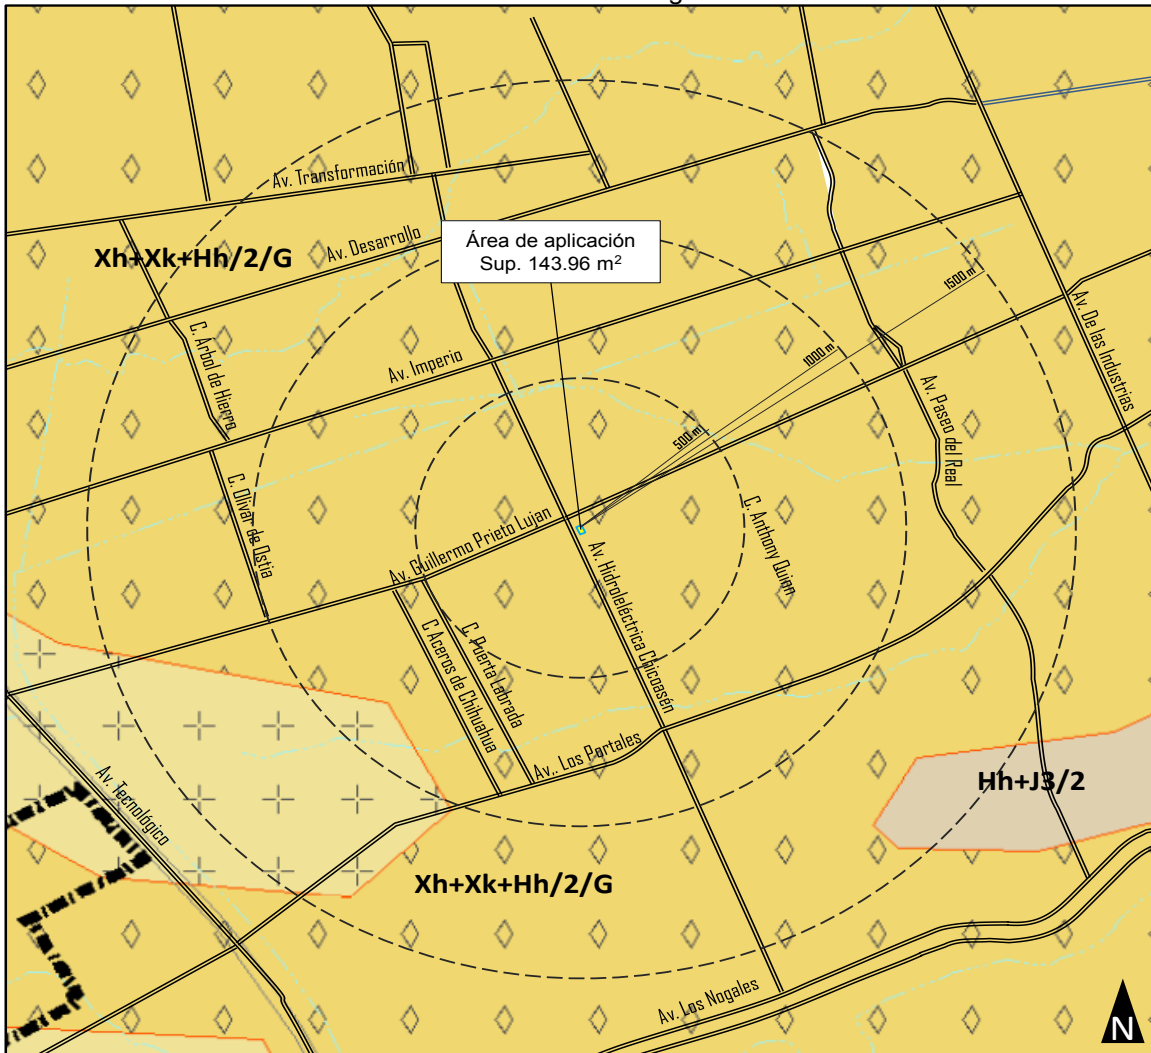 Av. Transformación
Xh+Xk+Hh/2/G
Av. Desarrollo
Área de aplicación
Sup. 143.96 m²
1500 m
Av. De las Industrias
C. Árbol de Hierro
Av. Imperio
1000 m
Av. Paseo del Real
500 m
C. Olivar de Ostia
Av. Guillermo Prieto Lujan
C. Anthony Quien
Av. Hidroleléctrica Chicoasén
C. Puerta Labrada
C Aceros de Chihuahua
Av.. Los Portales
Av. Tecnológico
Hh+J3/2
Xh+Xk+Hh/2/G
Av. Los Nogales
N